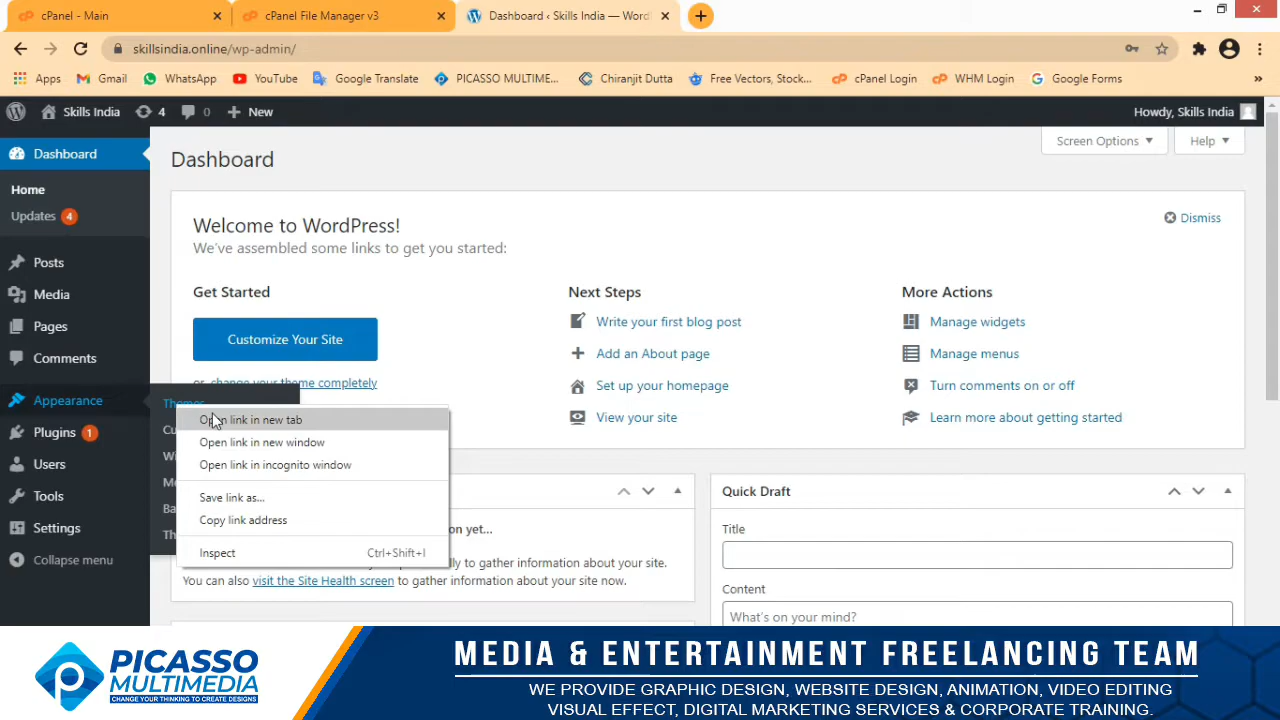 cPanel - Main
cPanel File Manager v3
Dashboard ‹ Skills India — Word
skillsindia.online/wp-admin/
Apps
Gmail
WhatsApp
YouTube
Google Translate
PICASSO MULTIME...
Chiranjit Dutta
Free Vectors, Stock...
cPanel Login
WHM Login
Google Forms
»
Skills India
4
0
New
Howdy, Skills India
Dashboard
Home
Updates 4
Posts
Media
Pages
Comments
Appearance
Plugins 1
Users
Tools
Settings
Collapse menu
Themes
Cu
Wi
Me
Ba
Th
Open link in new tab
Open link in new window
Open link in incognito window
Save link as...
Copy link address
Inspect Ctrl+Shift+I
Dashboard
Screen Options
Help
Welcome to WordPress!
Dismiss
We've assembled some links to get you started:
Get Started
Customize Your Site
or, change your theme completely
Next Steps
Write your first blog post
Add an About page
Set up your homepage
View your site
More Actions
Manage widgets
Manage menus
Turn comments on or off
Learn more about getting started
on yet...
ly to gather information about your site.
You can also visit the Site Health screen to gather information about your site now.
Quick Draft
Title
Content
What's on your mind?
PICASSO
MULTIMEDIA
CHANGE YOUR THINKING TO CREATE DESIGNS
MEDIA & ENTERTAINMENT FREELANCING TEAM
WE PROVIDE GRAPHIC DESIGN, WEBSITE DESIGN, ANIMATION, VIDEO EDITING
VISUAL EFFECT, DIGITAL MARKETING SERVICES & CORPORATE TRAINING.